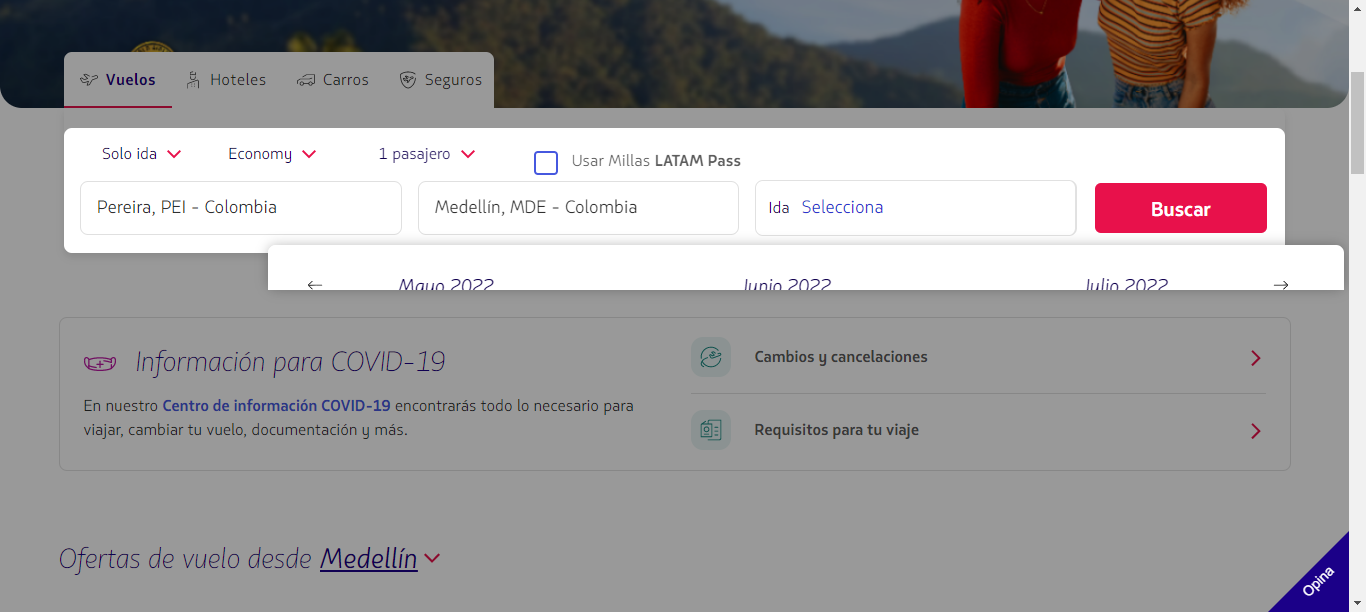 Vuelos Hoteles Carros Seguros
Solo ida Economy 1 pasajero Usar Millas LATAM Pass
Pereira, PEI - Colombia Medellín, MDE - Colombia Ida Selecciona Buscar
Mayo 2022 Junio 2022 Julio 2022
Información para COVID-19
En nuestro Centro de información COVID-19 encontrarás todo lo necesario para
viajar, cambiar tu vuelo, documentación y más.
Cambios y cancelaciones
Requisitos para tu viaje
Ofertas de vuelo desde Medellín
Opina